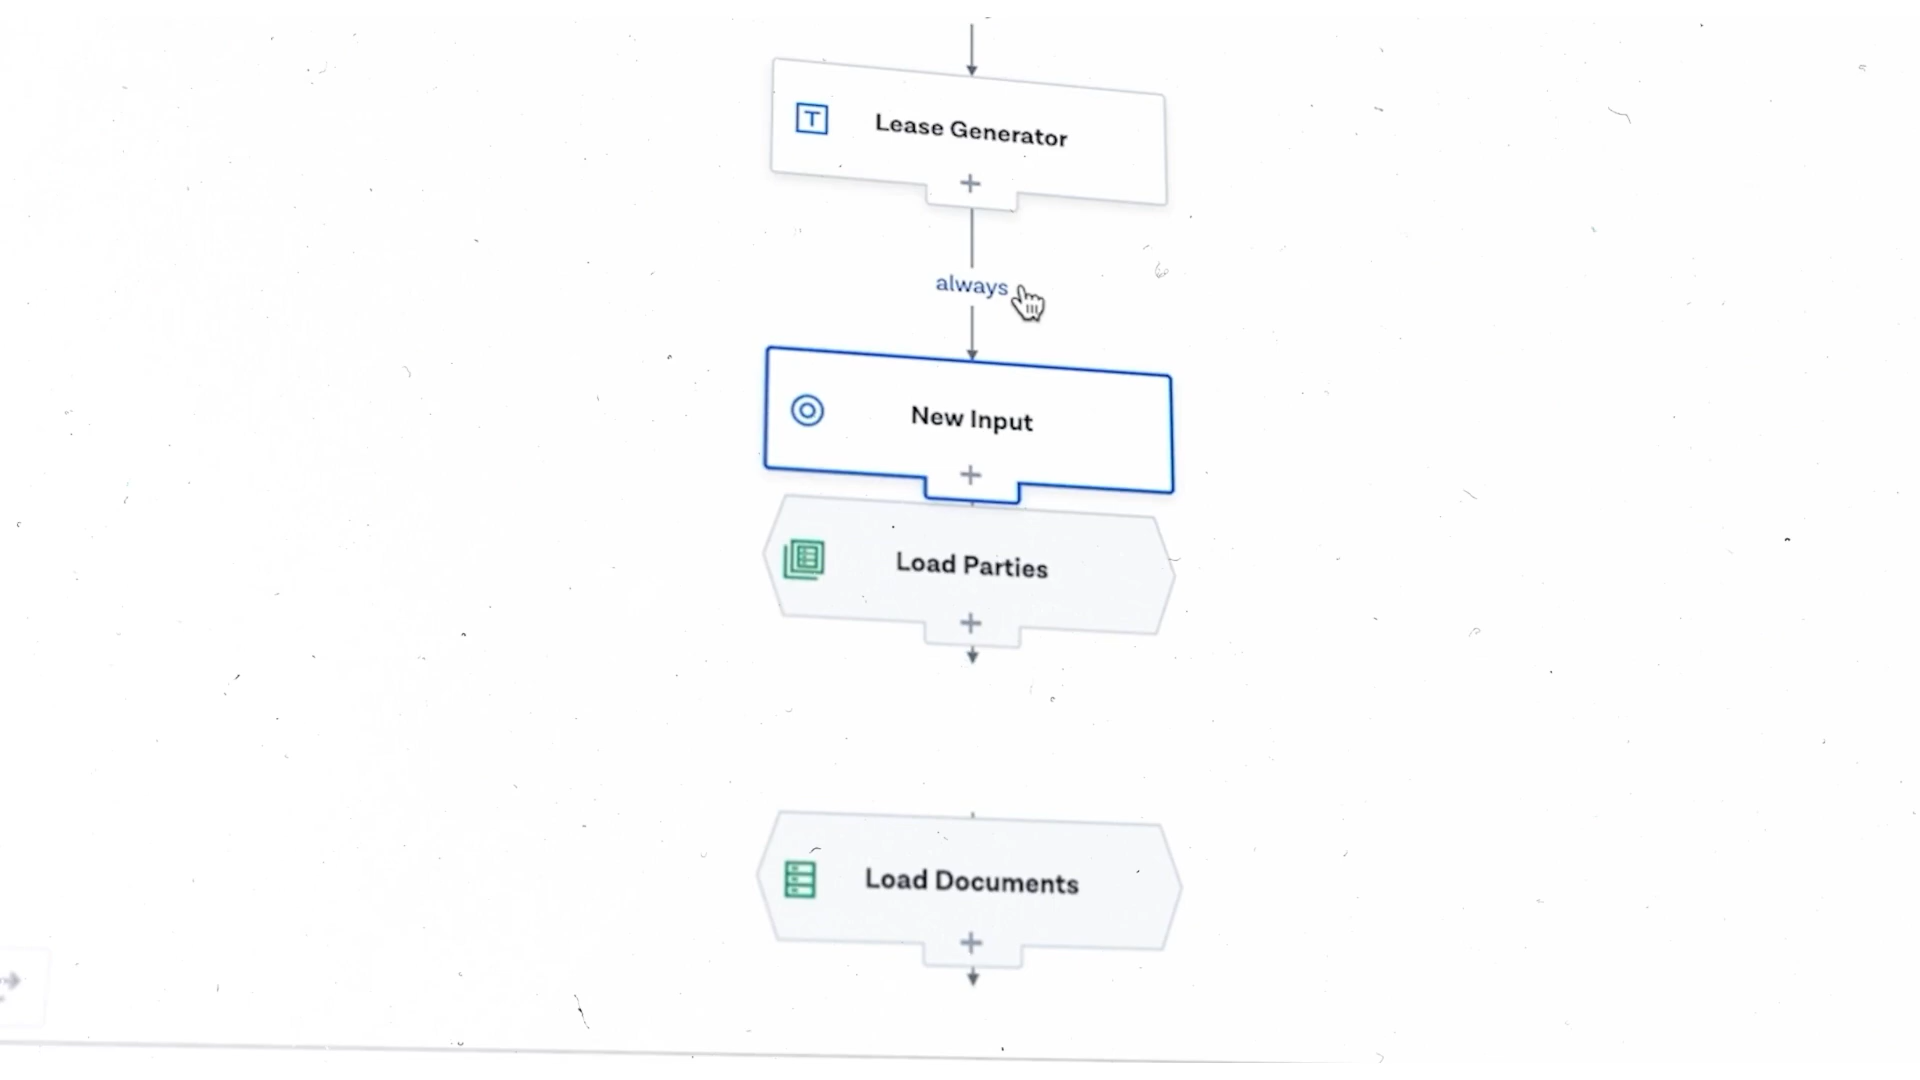 Lease Generator
always
New Input
Load Parties
Load Documents